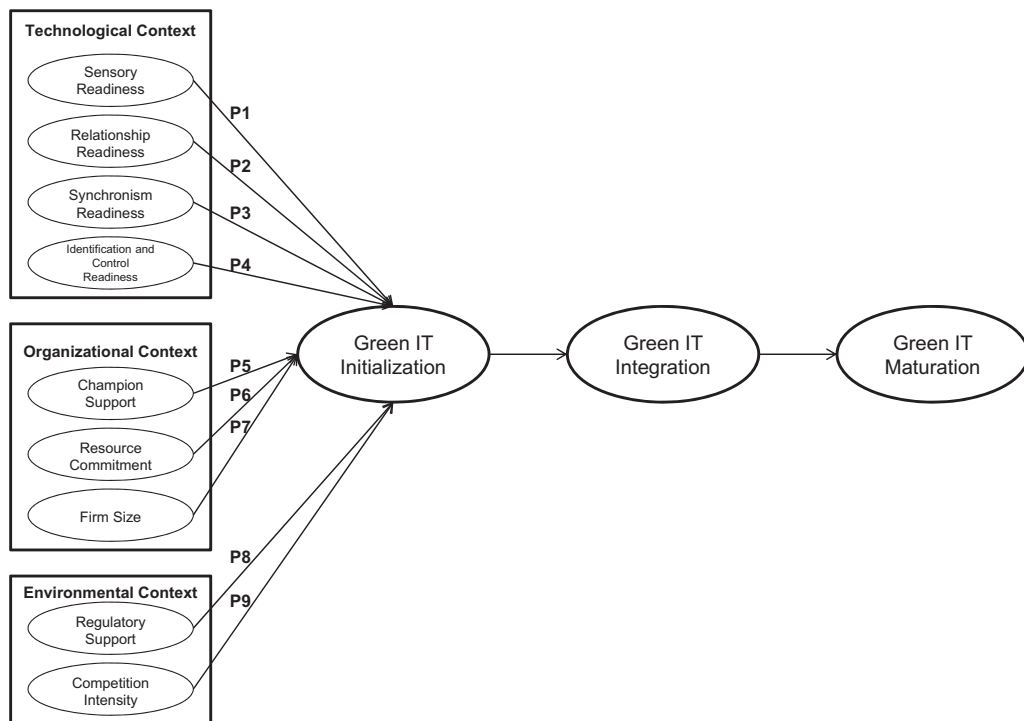 Technological Context
Sensory
Readiness
P1
Relationship
Readiness
P2
Synchronism
Readiness
P3
Identification and
Control
Readiness
P4
Organizational Context
Champion
Support
P5
Resource
Commitment
P6
Firm Size
P7
Environmental Context
Regulatory
Support
P8
Competition
Intensity
P9
Green IT
Initialization
Green IT
Integration
Green IT
Maturation